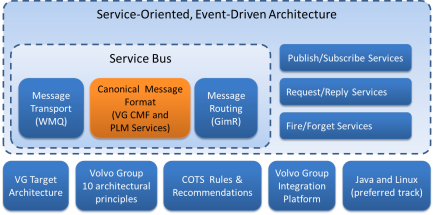 Service-Oriented, Event-Driven Architecture
Service Bus
Message
Transport
(WMQ)
Canonical Message
Format
(VG CMF and
PLM Services)
Message
Routing
(GimR)
Publish/Subscribe Services
Request/Reply Services
Fire/Forget Services
VG Target
Architecture
Volvo Group
10 architectural
principles
COTS Rules &
Recommendations
Volvo Group
Integration
Platform
Java and Linux
(preferred track)